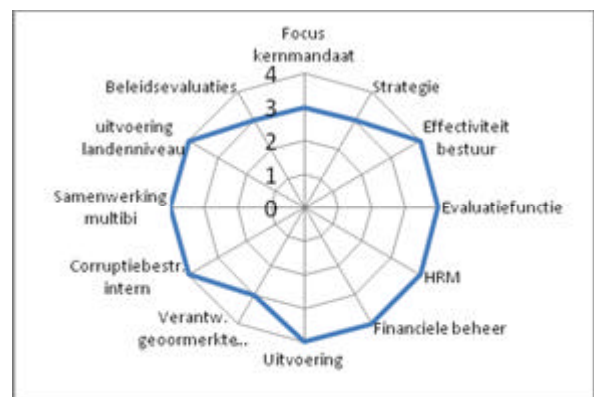 Focus
kernmandaat
Strategie
Effectiviteit
bestuur
Evaluatiefunctie
HRM
Financiele beheer
Uitvoering
Verantw.
geoormerkte...
Corruptiebestr.
intern
Samenwerking
multibi
uitvoering
landenniveau
Beleidsevaluaties
4
3
2
1
0